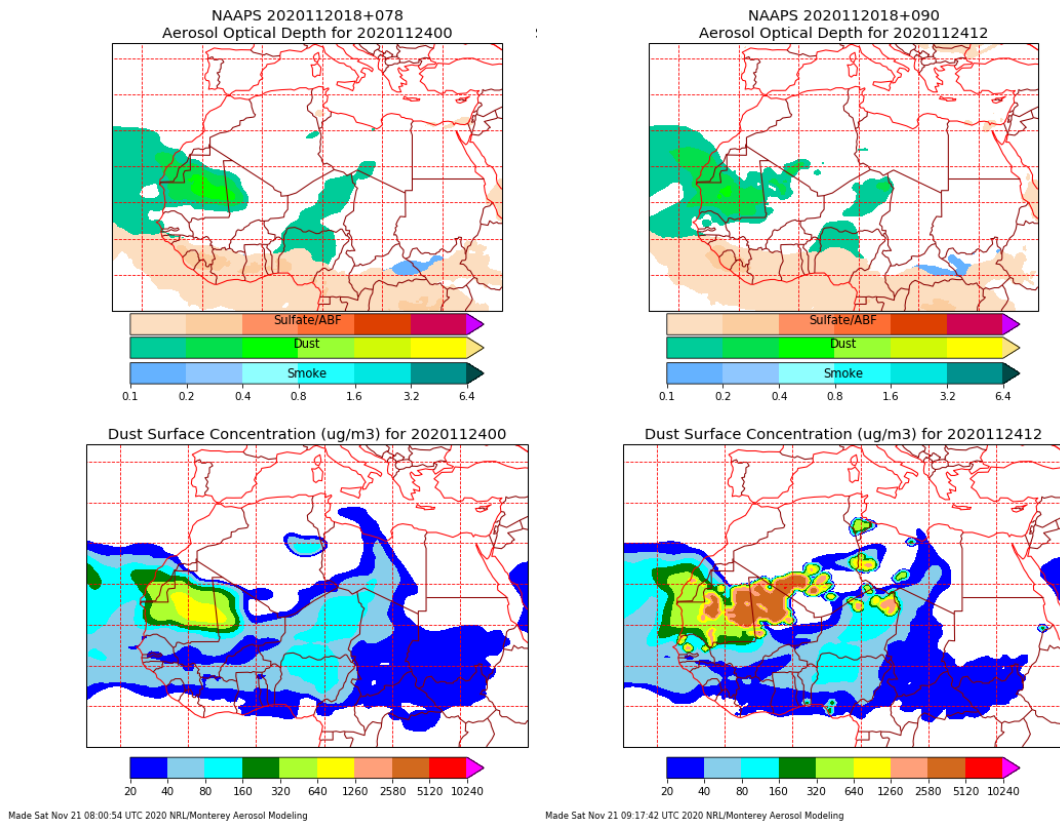 NAAPS 2020112018+078
Aerosol Optical Depth for 2020112400
Sulfate/ABF
Dust
Smoke
0.1 0.2 0.4 0.8 1.6 3.2 6.4
NAAPS 2020112018+090
Aerosol Optical Depth for 2020112412
Sulfate/ABF
Dust
Smoke
0.1 0.2 0.4 0.8 1.6 3.2 6.4
Dust Surface Concentration (ug/m3) for 2020112400
20 40 80 160 320 640 1260 2580 5120 10240
Made Sat Nov 21 08:00:54 UTC 2020 NRL/Monterey Aerosol Modeling
Dust Surface Concentration (ug/m3) for 2020112412
20 40 80 160 320 640 1260 2580 5120 10240
Made Sat Nov 21 09:17:42 UTC 2020 NRL/Monterey Aerosol Modeling